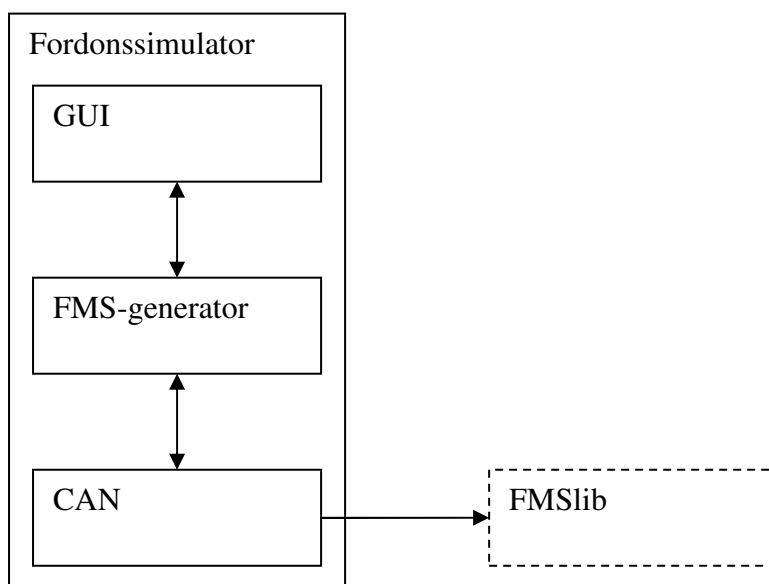 Fordonssimulator
GUI
FMS-generator
CAN
FMSlib